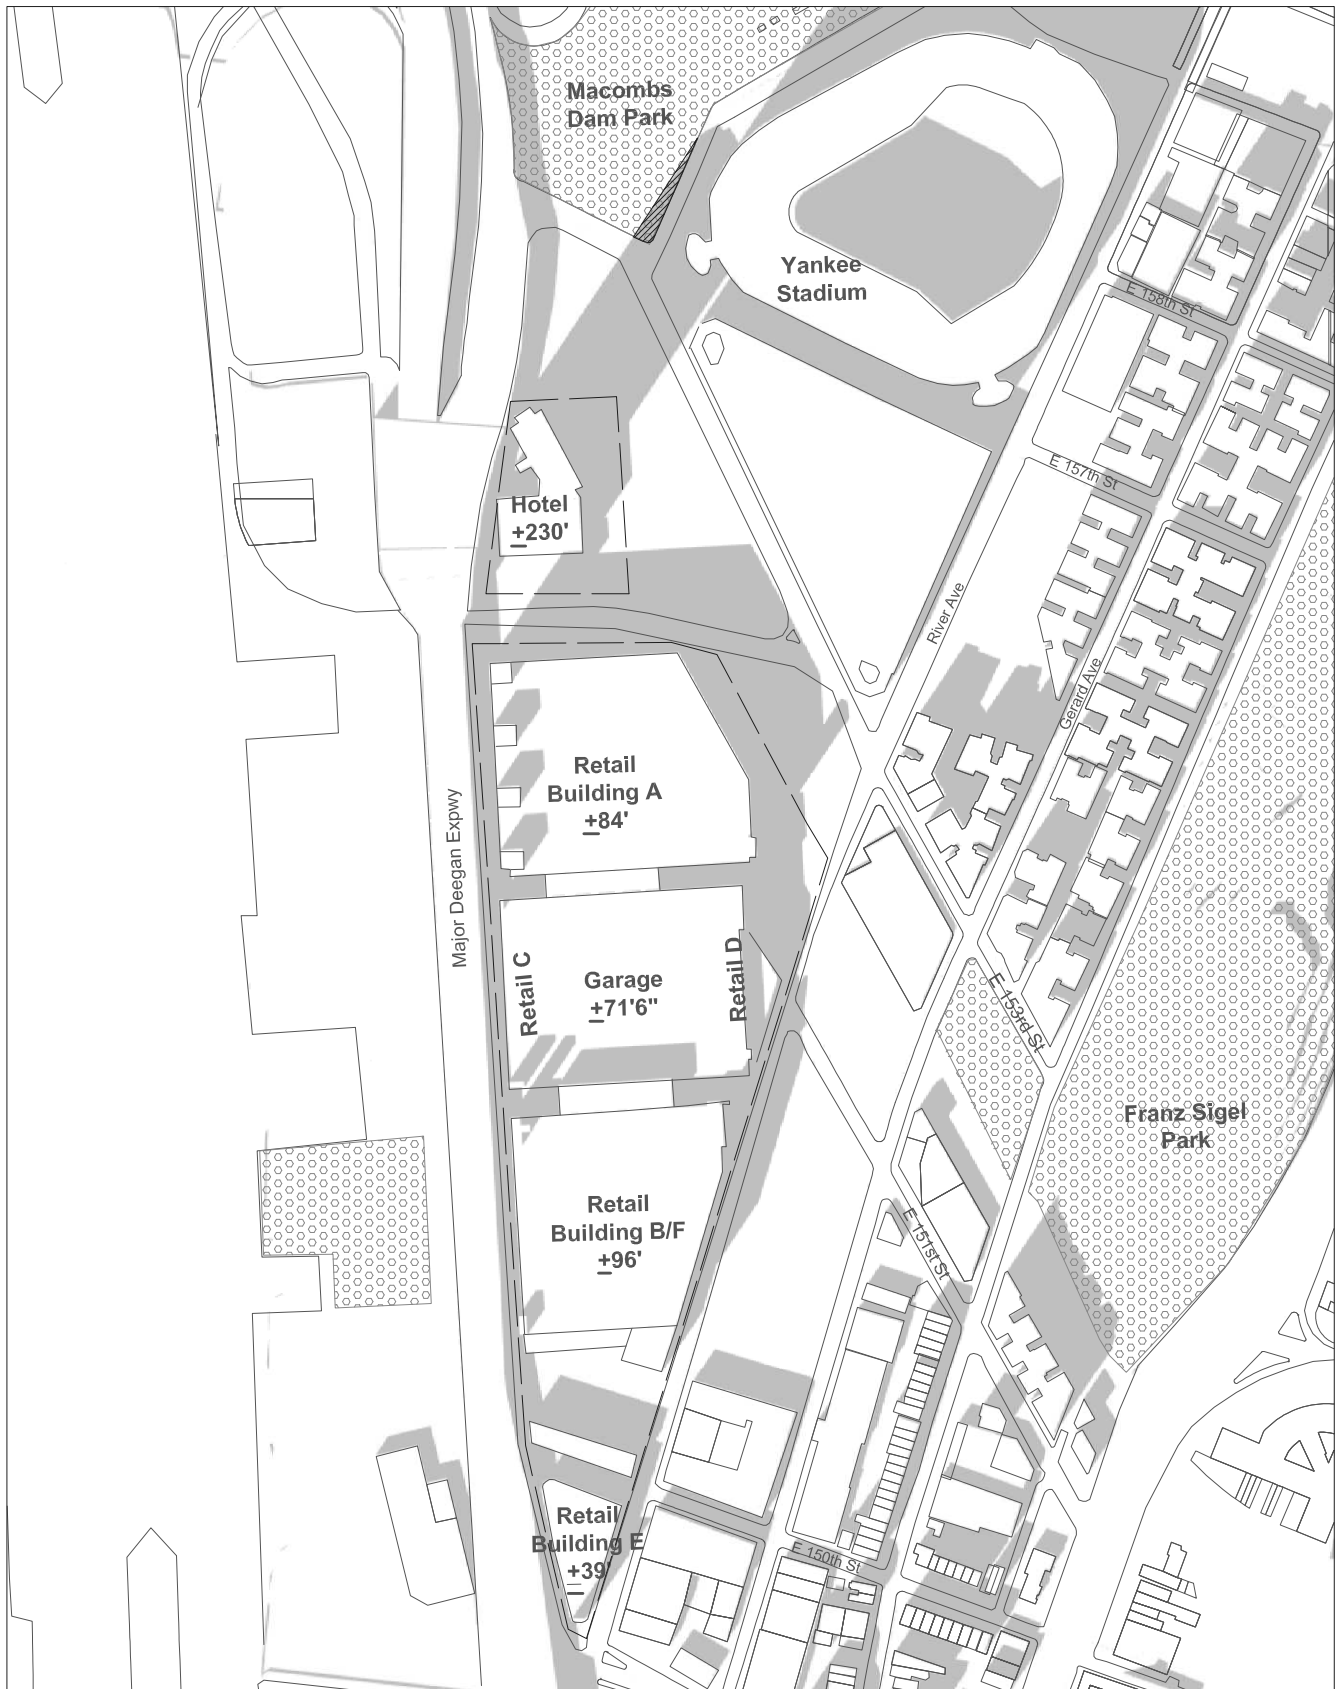 Macombs
Dam Park
Yankee
Stadium
E 158th St
E 157th St
Hotel
+230'
River Ave
Gerard Ave
Retail
Building A
+84'
Major Deegan Expwy
Retail C
Garage
+71'6"
Retail D
E 153rd St
Franz Sigel
Park
Retail
Building B/F
+96'
E 151st St
Retail
Building E
+39'
E 150th St